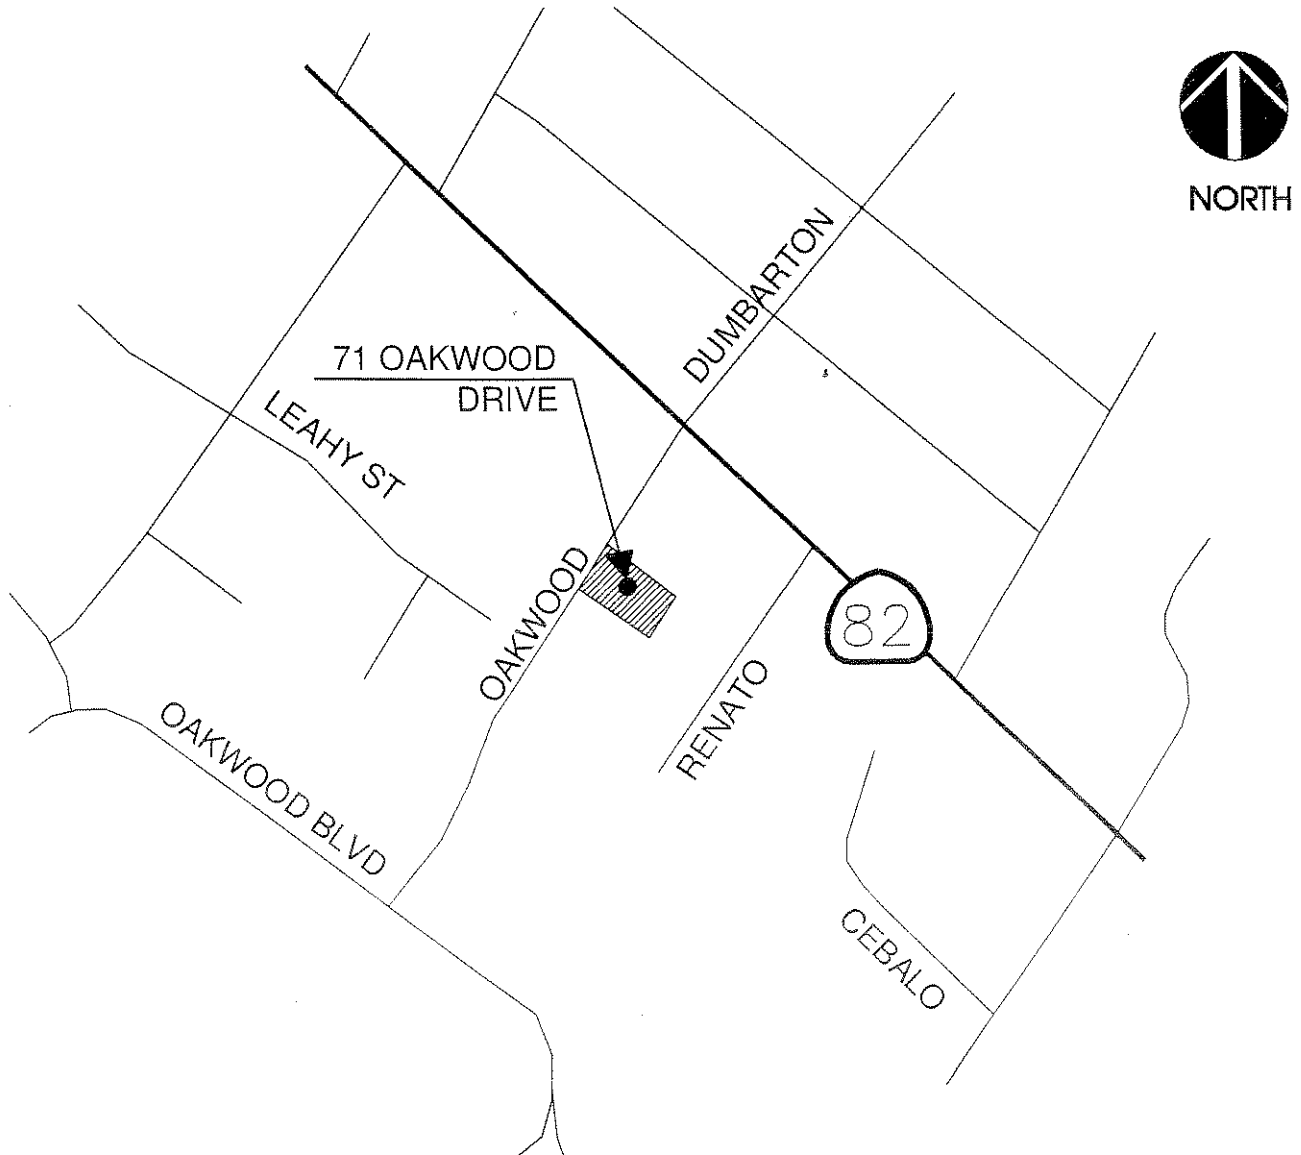 NORTH
DUMBARTON
71 OAKWOOD
DRIVE
LEAHY ST
OAKWOOD
82
RENATO
OAKWOOD BLVD
CEBALO